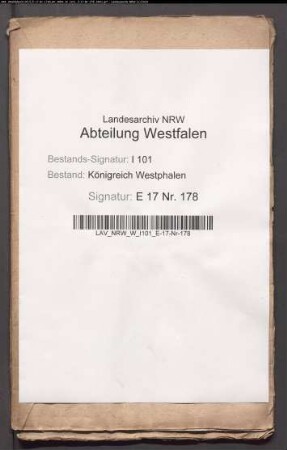 Landesarchiv NRW
Abteilung Westfalen
Bestands-Signatur: I 101
Bestand: Königreich Westphalen
Signatur: E 17 Nr. 178
LAV_NRW_W_I101_E-17-Nr-178